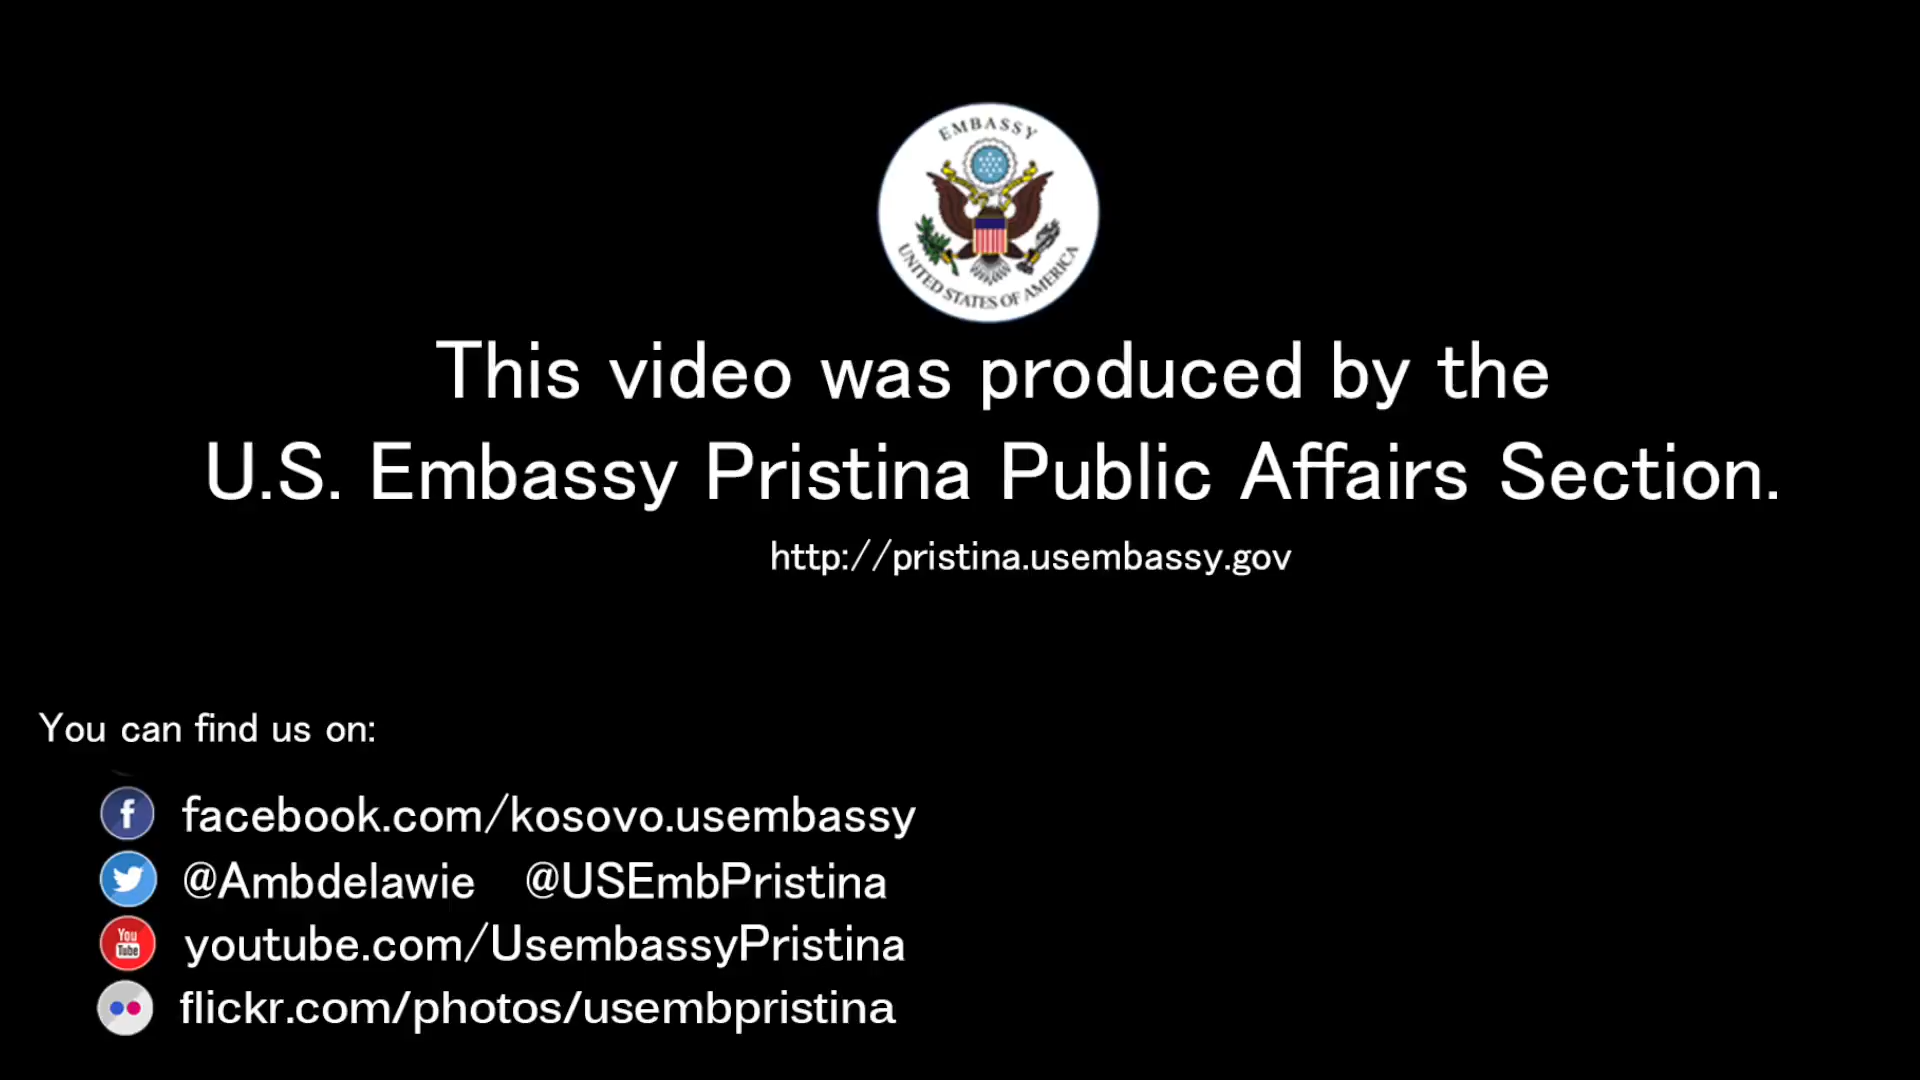 EMBASSY
UNITED STATES OF AMERICA
This video was produced by the
U.S. Embassy Pristina Public Affairs Section.
http://pristina.usembassy.gov
You can find us on:
f facebook.com/kosovo.usembassy
@Ambdelawie @USEmbPristina
You Tube youtube.com/UsembassyPristina
flickr.com/photos/usembpristina